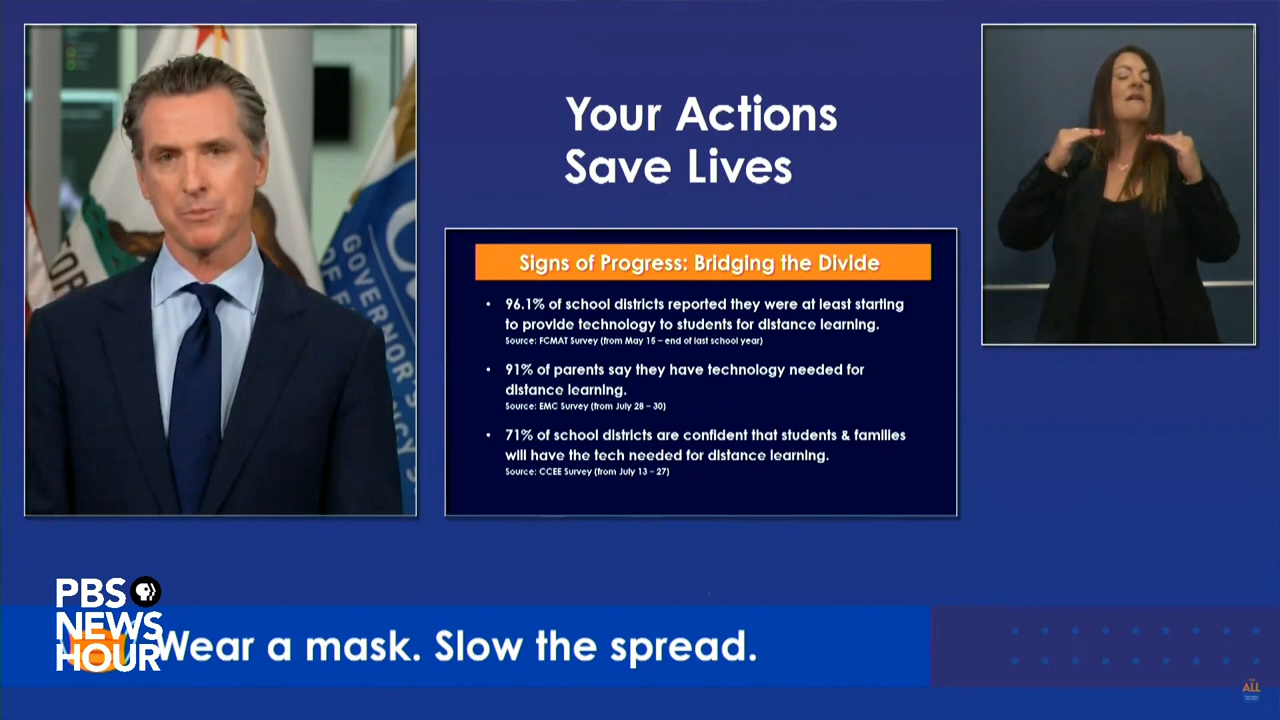 Your Actions
Save Lives
Signs of Progress: Bridging the Divide
• 96.1% of school districts reported they were at least starting
to provide technology to students for distance learning.
Source: FCMAT Survey (from May 15 – end of last school year)
• 91% of parents say they have technology needed for
distance learning.
Source: EMC Survey (from July 28 – 30)
• 71% of school districts are confident that students & families
will have the tech needed for distance learning.
Source: CCEE Survey (from July 13 – 27)
FOR
GOVERNOR'S
OF
PBS
NEWS
HOUR
Wear a mask. Slow the spread.
ALL